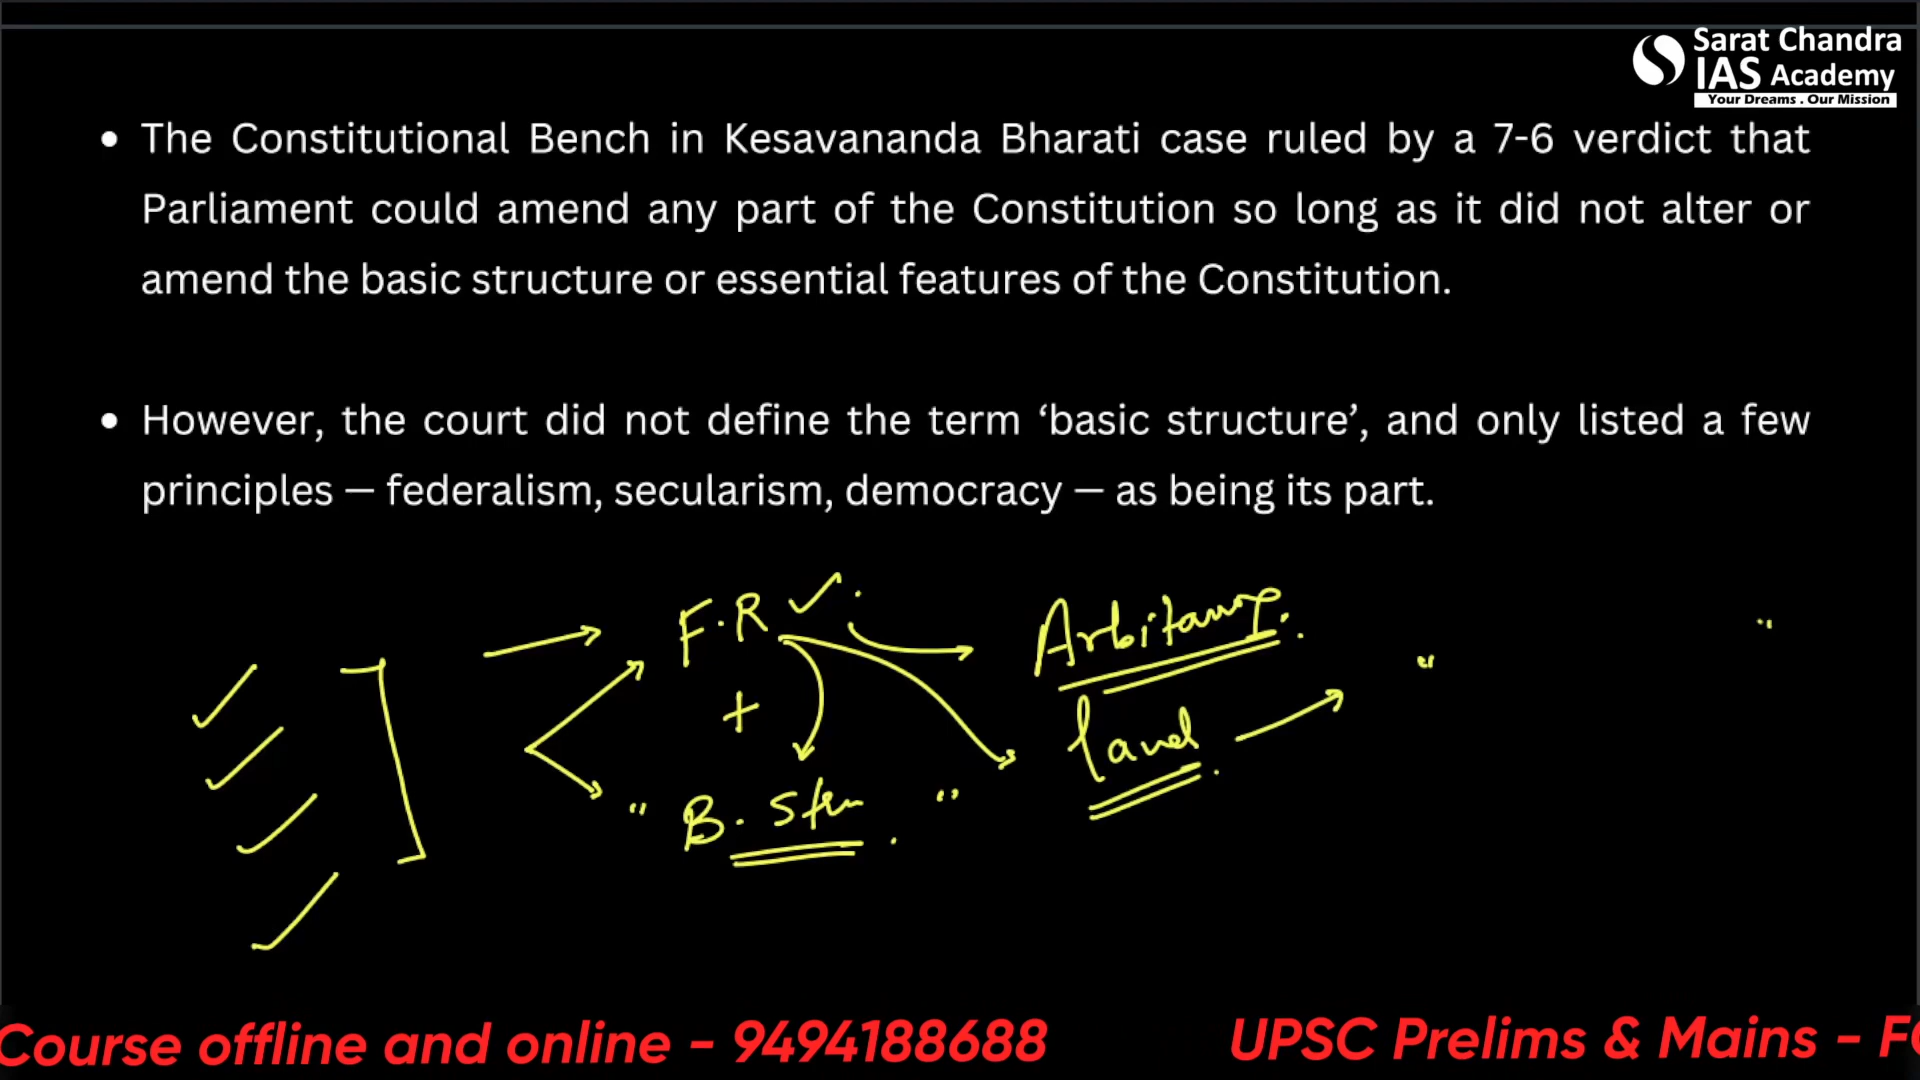 Sarat Chandra
IAS Academy
Your Dreams . Our Mission
• The Constitutional Bench in Kesavananda Bharati case ruled by a 7-6 verdict that
Parliament could amend any part of the Constitution so long as it did not alter or
amend the basic structure or essential features of the Constitution.
• However, the court did not define the term ‘basic structure’, and only listed a few
principles — federalism, secularism, democracy — as being its part.
F.R
+
" B.
"
Course offline and online - 9494188688
UPSC Prelims & Mains -